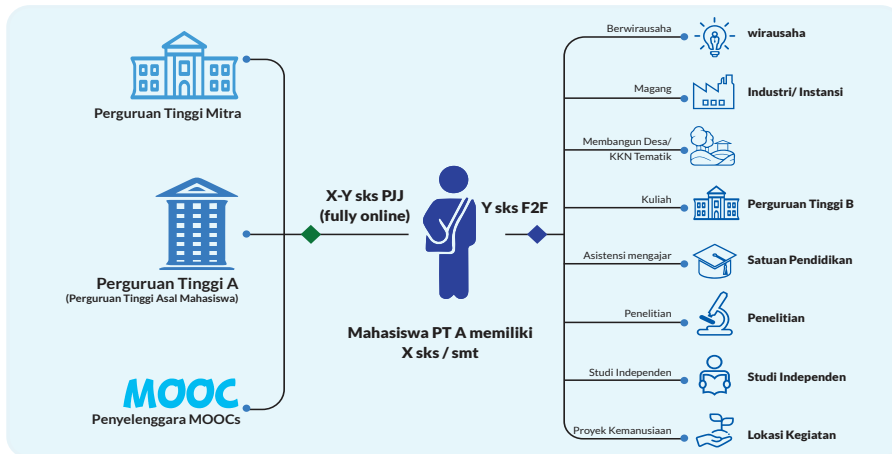 Perguruan Tinggi Mitra
Perguruan Tinggi A
(Perguruan Tinggi Asal Mahasiswa)
MOOC
Penyelenggara MOOCs
X-Y sks PJJ
(fully online)
Y sks F2F
Mahasiswa PT A memiliki
X sks / smt
Berwirausaha
wirausaha
Magang
Industri/ Instansi
Membangun Desa/
KKN Tematik
Kuliah
Perguruan Tinggi B
Asistensi mengajar
Satuan Pendidikan
Penelitian
Penelitian
Studi Independen
Studi Independen
Proyek Kemanusiaan
Lokasi Kegiatan